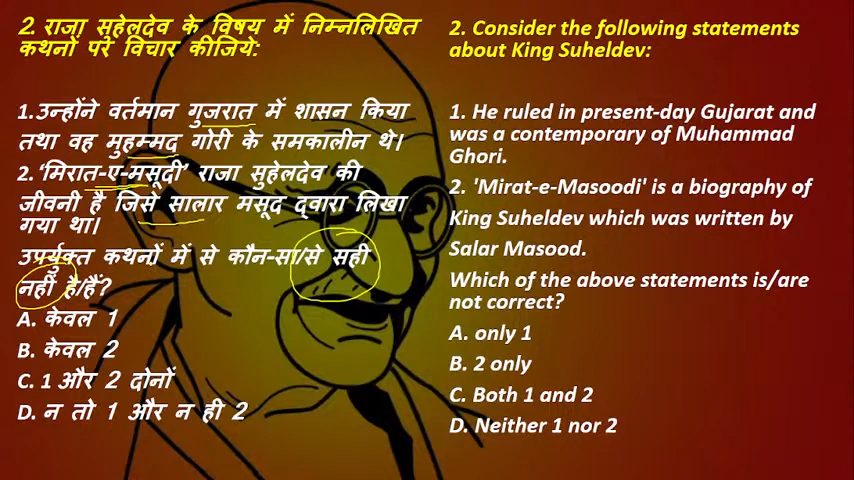 2. राजा सुहेलदेव के विषय में निम्नलिखित
कथनों पर विचार कीजिये:
1.उन्होंने वर्तमान गुजरात में शासन किया
तथा वह मुहम्मद गोरी के समकालीन थे।
2. ‘मिरात-ए-मसूदी’ राजा सुहेलदेव की
जीवनी है जिसे सालार मसूद द्वारा लिखा
गया था।
उपर्युक्त कथनों में से कौन-सा/से सही
नहीं है/हैं?
A. केवल 1
B. केवल 2
C. 1 और 2 दोनों
D. न तो 1 और न ही 2
2. Consider the following statements
about King Suheldev:
1. He ruled in present-day Gujarat and
was a contemporary of Muhammad
Ghori.
2. 'Mirat-e-Masoodi' is a biography of
King Suheldev which was written by
Salar Masood.
Which of the above statements is/are
not correct?
A. only 1
B. 2 only
C. Both 1 and 2
D. Neither 1 nor 2